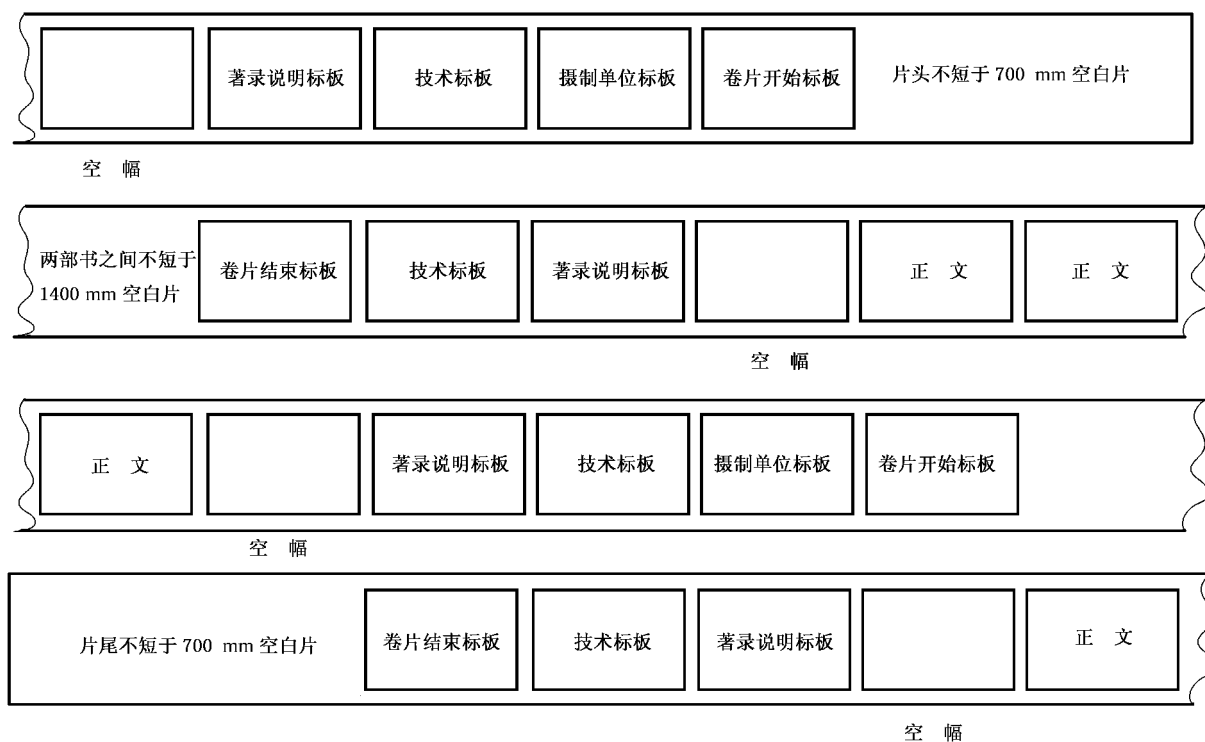 著录说明标板 技术标板 摄制单位标板 卷片开始标板 片头不短于 700 mm 空白片
空 幅
两部书之间不短于
1400 mm 空白片
卷片结束标板 技术标板 著录说明标板 正 文 正 文
空 幅
正 文 著录说明标板 技术标板 摄制单位标板 卷片开始标板
空 幅
片尾不短于 700 mm 空白片 卷片结束标板 技术标板 著录说明标板 正 文
空 幅